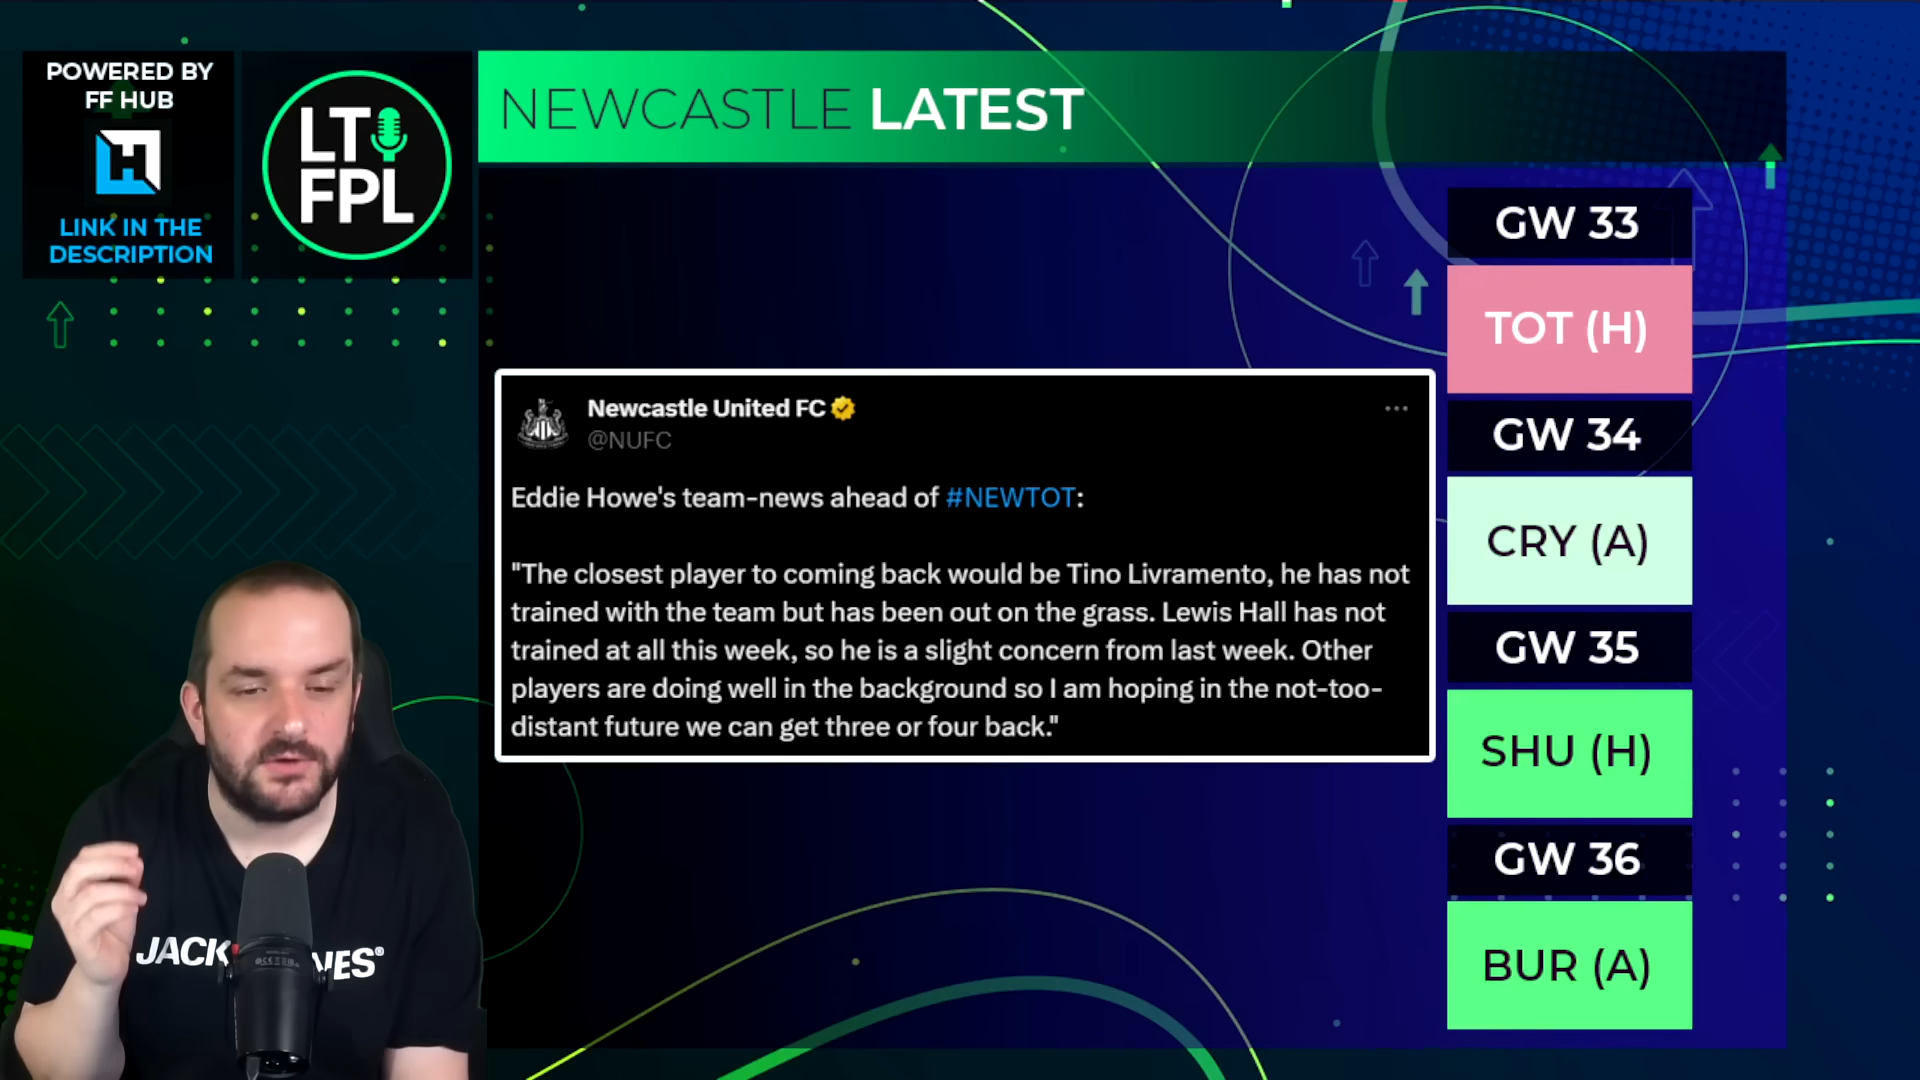 POWERED BY
FF HUB
LINK IN THE
DESCRIPTION
LT
FPL
NEWCASTLE LATEST
Newcastle United FC
@NUFC
Eddie Howe's team-news ahead of #NEWTOT:
"The closest player to coming back would be Tino Livramento, he has not
trained with the team but has been out on the grass. Lewis Hall has not
trained at all this week, so he is a slight concern from last week. Other
players are doing well in the background so I am hoping in the not-too-
distant future we can get three or four back."
GW 33
TOT (H)
GW 34
CRY (A)
GW 35
SHU (H)
GW 36
BUR (A)
JACK NES®